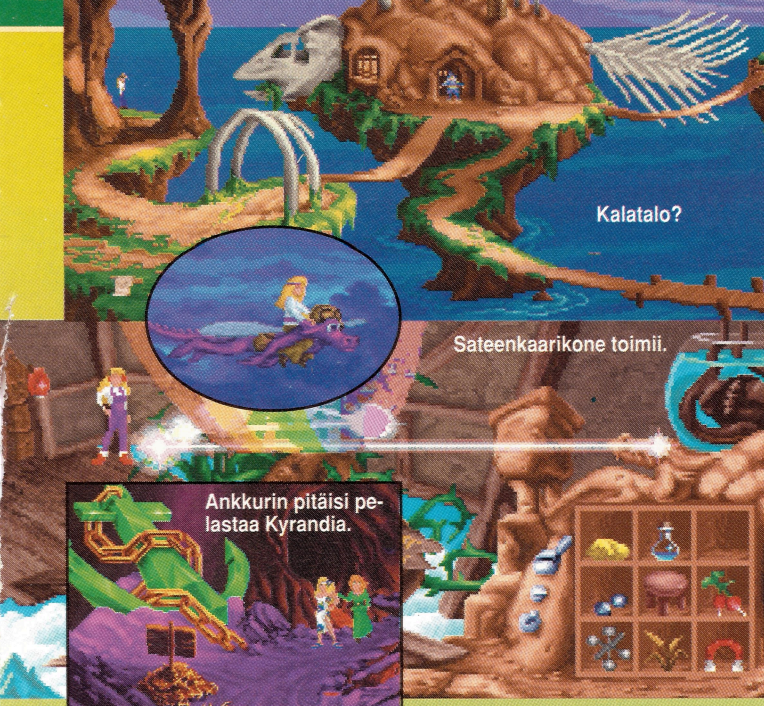 Kalatalo?
Sateenkaarikone toimii.
Ankkurin pitäisi pe-
lastaa Kyrandia.